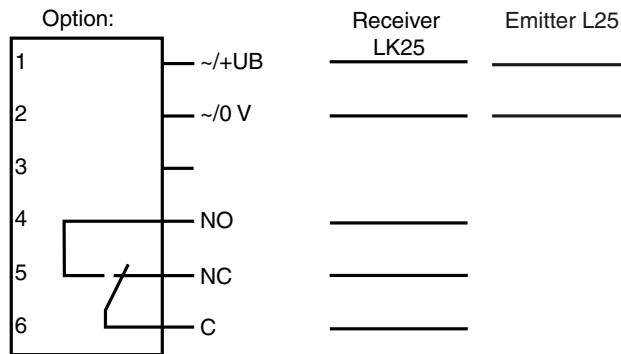 Option:
Receiver
LK25
Emitter L25
1 ~/+UB
2 ~/0 V
3
4 NO
5 NC
6 C